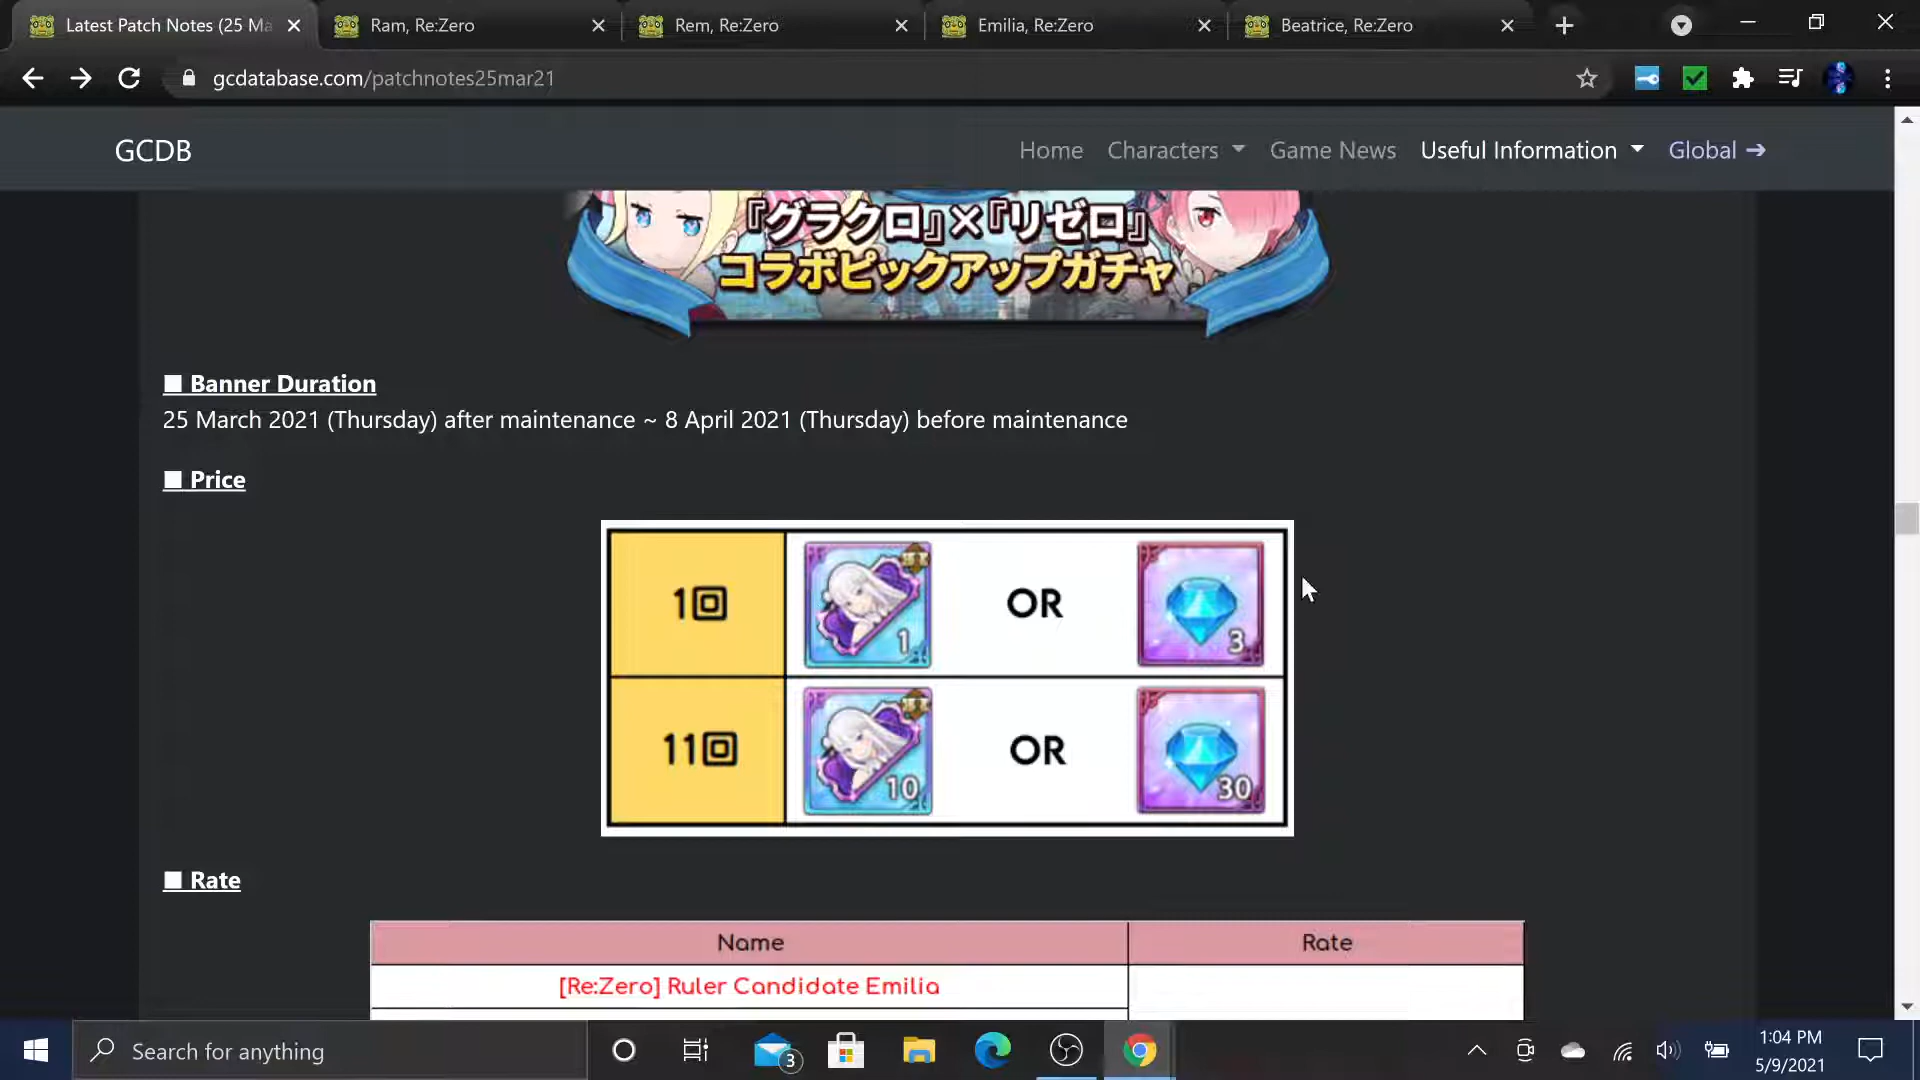 Latest Patch Notes (25 Ma
Ram, Re:Zero
Rem, Re:Zero
Emilia, Re:Zero
Beatrice, Re:Zero
gcdatabase.com/patchnotes25mar21
GCDB
Home
Characters
Game News
Useful Information
Global
『グラクロ』×『リゼロ』
コラボピックアップガチャ
■ Banner Duration
25 March 2021 (Thursday) after maintenance ~ 8 April 2021 (Thursday) before maintenance
■ Price
1回
1
OR
3
11回
10
OR
30
■ Rate
Name
Rate
[Re:Zero] Ruler Candidate Emilia
Search for anything
3
1:04 PM
5/9/2021